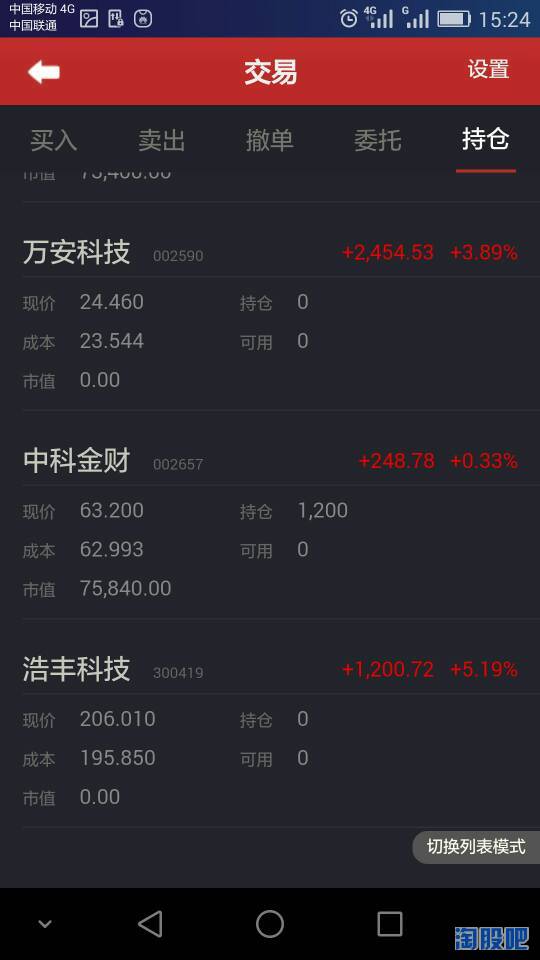 中国移动 4G
中国联通
4G G 15:24
交易 设置
买入 卖出 撤单 委托 持仓
市值 73,400.00
万安科技 002590 +2,454.53 +3.89%
现价 24.460 持仓 0
成本 23.544 可用 0
市值 0.00
中科金财 002657 +248.78 +0.33%
现价 63.200 持仓 1,200
成本 62.993 可用 0
市值 75,840.00
浩丰科技 300419 +1,200.72 +5.19%
现价 206.010 持仓 0
成本 195.850 可用 0
市值 0.00
切换列表模式
淘股吧